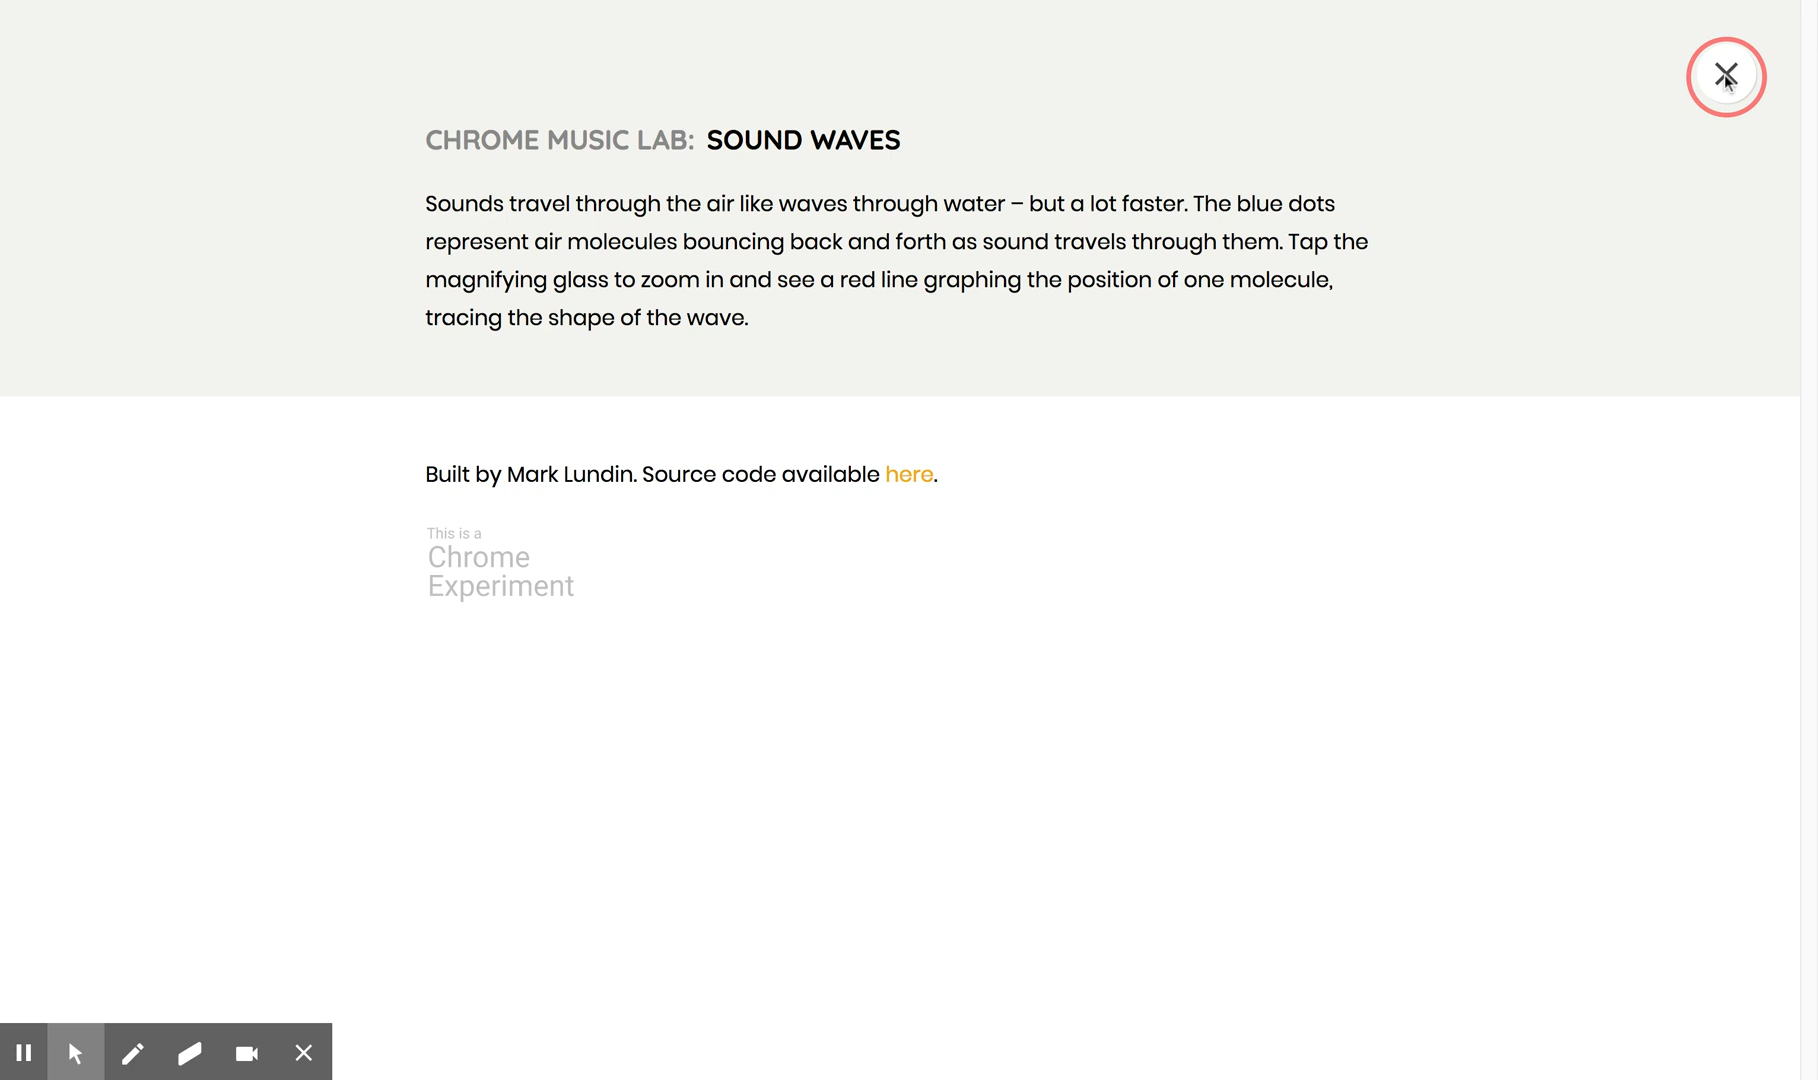 CHROME MUSIC LAB: SOUND WAVES
Sounds travel through the air like waves through water – but a lot faster. The blue dots
represent air molecules bouncing back and forth as sound travels through them. Tap the
magnifying glass to zoom in and see a red line graphing the position of one molecule,
tracing the shape of the wave.
Built by Mark Lundin. Source code available here.
This is a
Chrome
Experiment